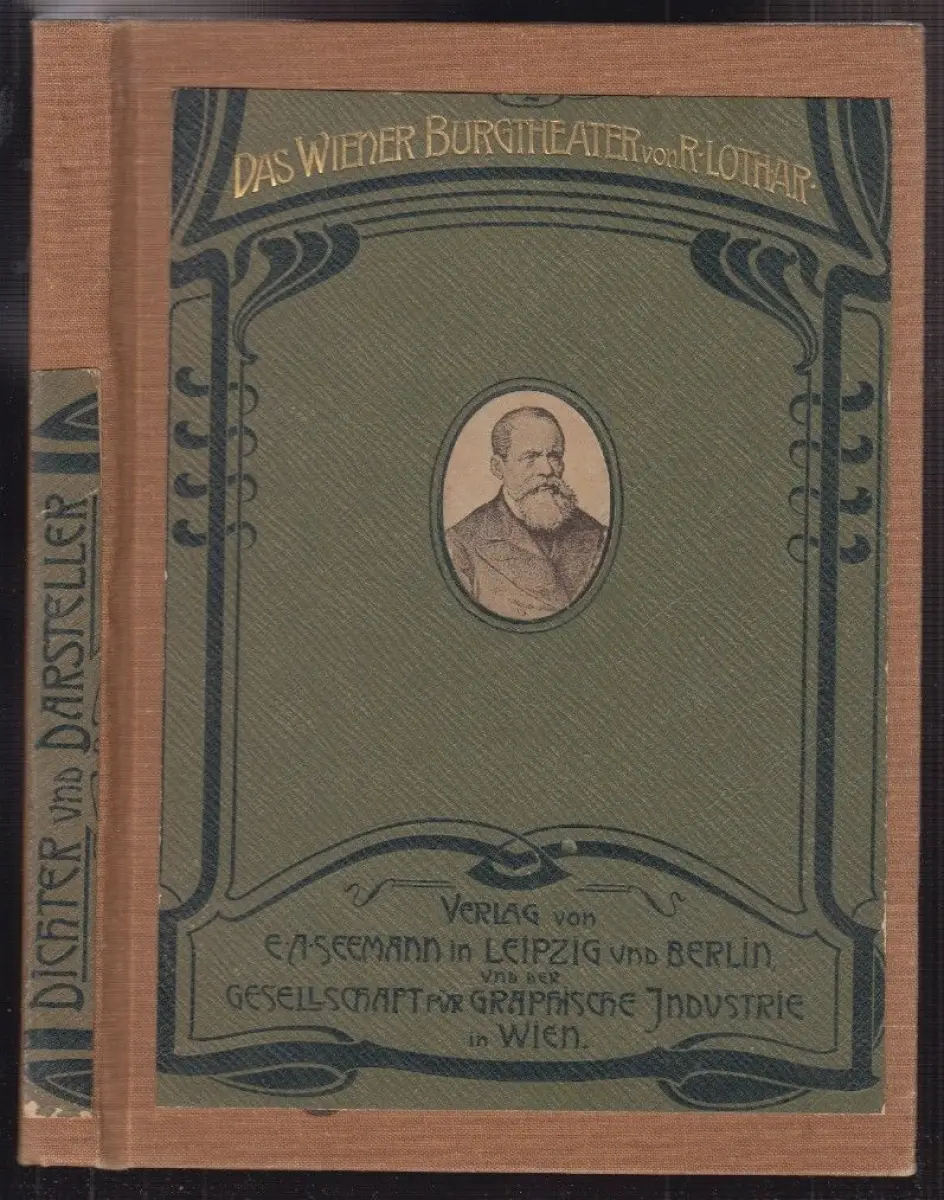 DAS WIENER BURGTHEATER von R·LOTHAR·
DICHTER und DARSTELLER
VERLAG von
E·A·SEEMANN in LEIPZIG und BERLIN
und der
GESELLSCHAFT FÜR GRAPHISCHE INDUSTRIE
in WIEN.